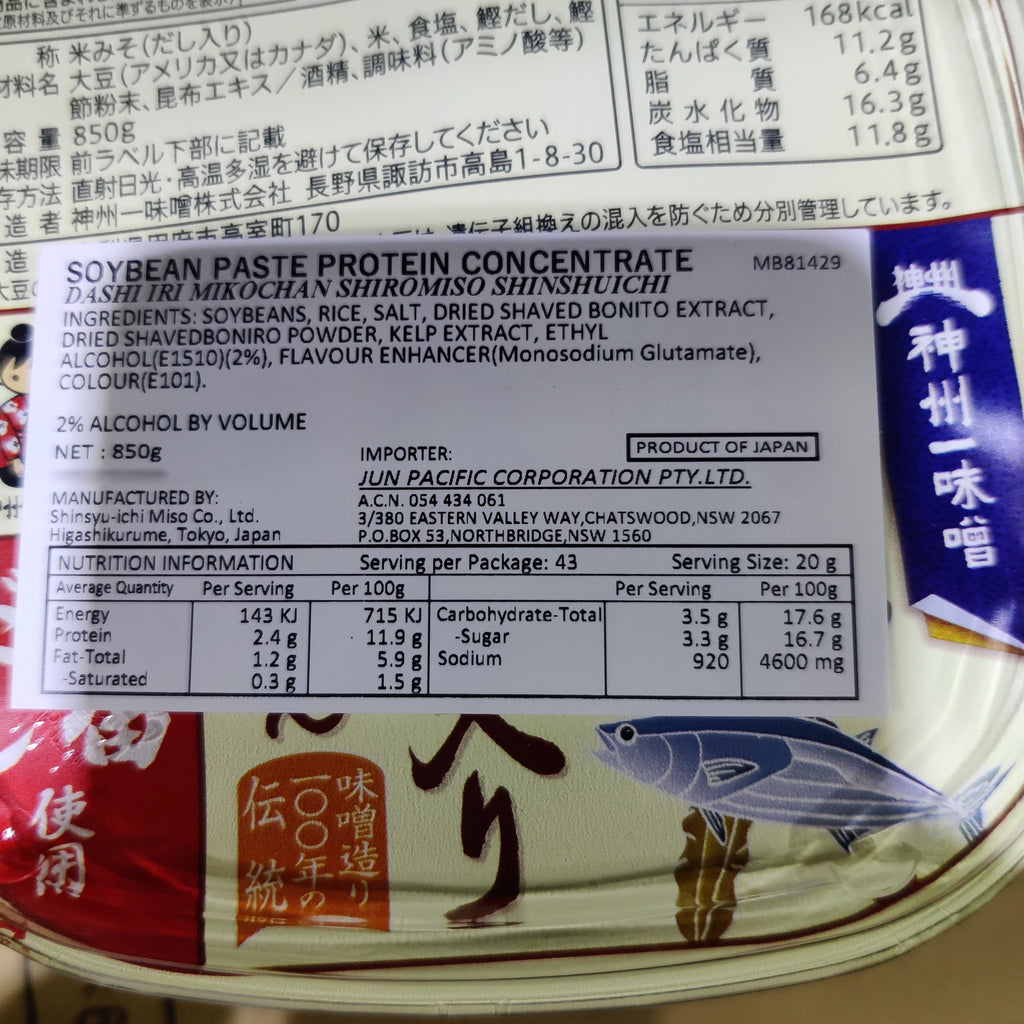 称 米みそ(だし入り)
材料名 大豆(アメリカ又はカナダ)、米、食塩、鰹だし、鰹
節粉末、昆布エキス／酒精、調味料(アミノ酸等)
容 量 850g
味期限 前ラベル下部に記載
存方法 直射日光・高温多湿を避けて保存してください
造 者 神州一味噌株式会社 長野県諏訪市高島1-8-30
造
高室町170
遺伝子組換えの混入を防ぐため分別管理しています。
エネルギー 168kcal
たんぱく質 11.2g
脂 質 6.4g
炭水化物 16.3g
食塩相当量 11.8g
SOYBEAN PASTE PROTEIN CONCENTRATE MB81429
DASHI IRI MIKOCHAN SHIROMISO SHINSHUICHI
INGREDIENTS: SOYBEANS, RICE, SALT, DRIED SHAVED BONITO EXTRACT,
DRIED SHAVEDBONIRO POWDER, KELP EXTRACT, ETHYL
ALCOHOL(E1510)(2%), FLAVOUR ENHANCER(Monosodium Glutamate),
COLOUR(E101).
2% ALCOHOL BY VOLUME
NET : 850g
MANUFACTURED BY:
Shinsyu-ichi Miso Co., Ltd.
Higashikurume, Tokyo, Japan
IMPORTER:
PRODUCT OF JAPAN
JUN PACIFIC CORPORATION PTY.LTD.
A.C.N. 054 434 061
3/380 EASTERN VALLEY WAY,CHATSWOOD,NSW 2067
P.O.BOX 53,NORTHBRIDGE,NSW 1560
NUTRITION INFORMATION Serving per Package: 43 Serving Size: 20 g
Average Quantity Per Serving Per 100g Per Serving Per 100g
Energy 143 KJ 715 KJ Carbohydrate-Total 3.5 g 17.6 g
Protein 2.4 g 11.9 g -Sugar 3.3 g 16.7 g
Fat-Total 1.2 g 5.9 g Sodium 920 4600 mg
-Saturated 0.3 g 1.5 g
神州
神州一味噌
入り
味噌造り
一〇〇年の
伝統
使用